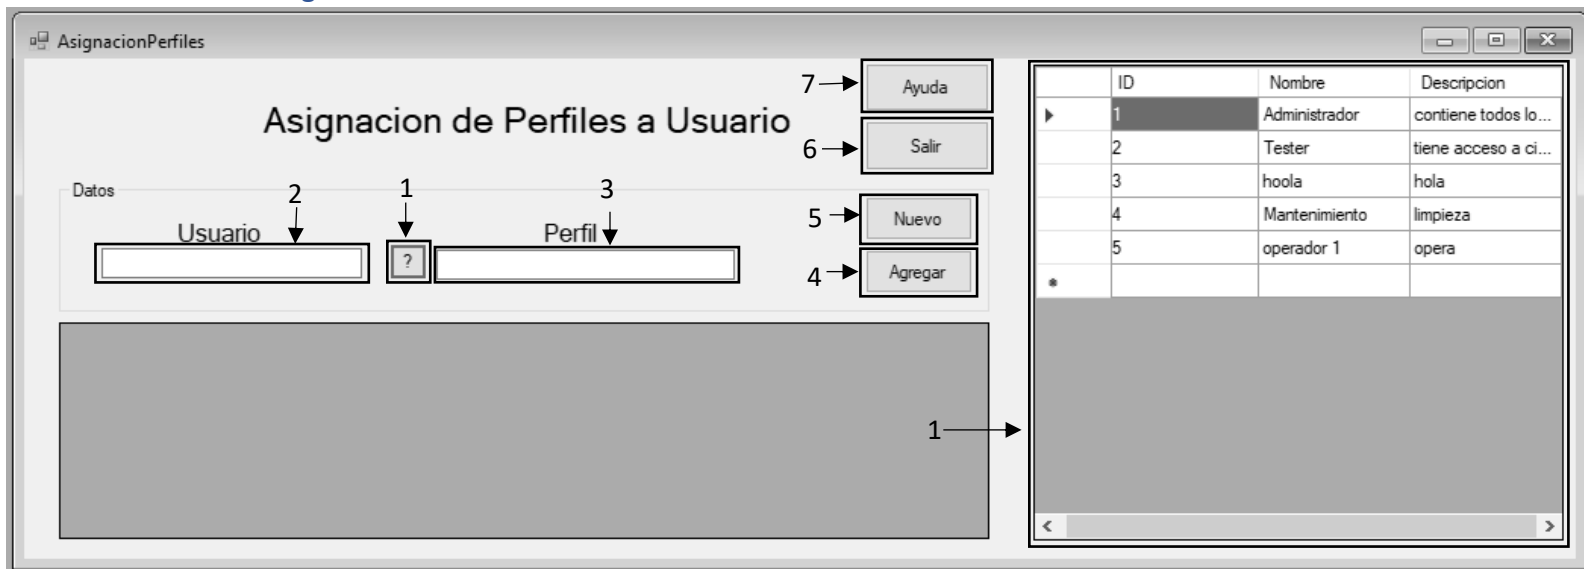 AsignacionPerfiles
Asignacion de Perfiles a Usuario
7
Ayuda
6
Salir
Datos
2
1
3
Usuario
?
Perfil
5
Nuevo
4
Agregar
1
ID Nombre Descripcion
1 Administrador contiene todos lo...
2 Tester tiene acceso a ci...
3 hoola hola
4 Mantenimiento limpieza
5 operador 1 opera